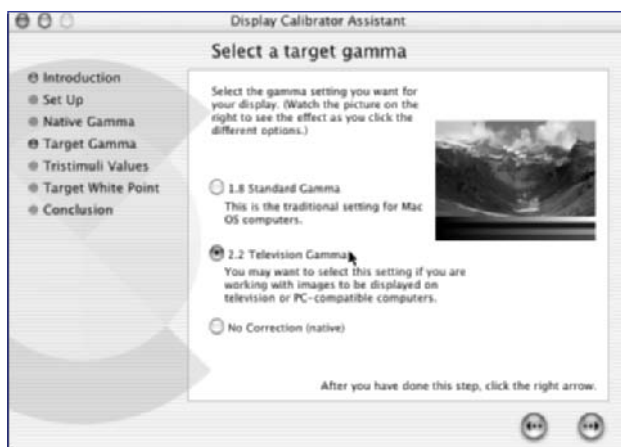 Display Calibrator Assistant
Select a target gamma
Introduction
Set Up
Native Gamma
Target Gamma
Tristimuli Values
Target White Point
Conclusion
Select the gamma setting you want for
your display. (Watch the picture on the
right to see the effect as you click the
different options.)
1.8 Standard Gamma
This is the traditional setting for Mac
OS computers.
2.2 Television Gamma
You may want to select this setting if you are
working with images to be displayed on
television or PC-compatible computers.
No Correction (native)
After you have done this step, click the right arrow.